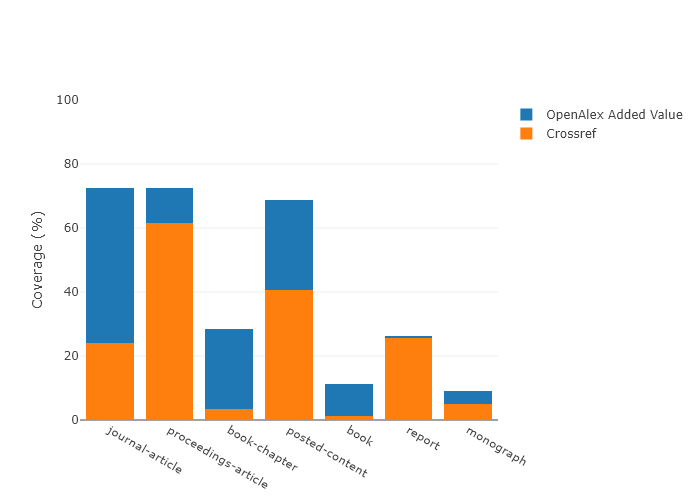 100
80
60
40
20
0
Coverage (%)
journal-article
proceedings-article
book-chapter
posted-content
book
report
monograph
OpenAlex Added Value
Crossref